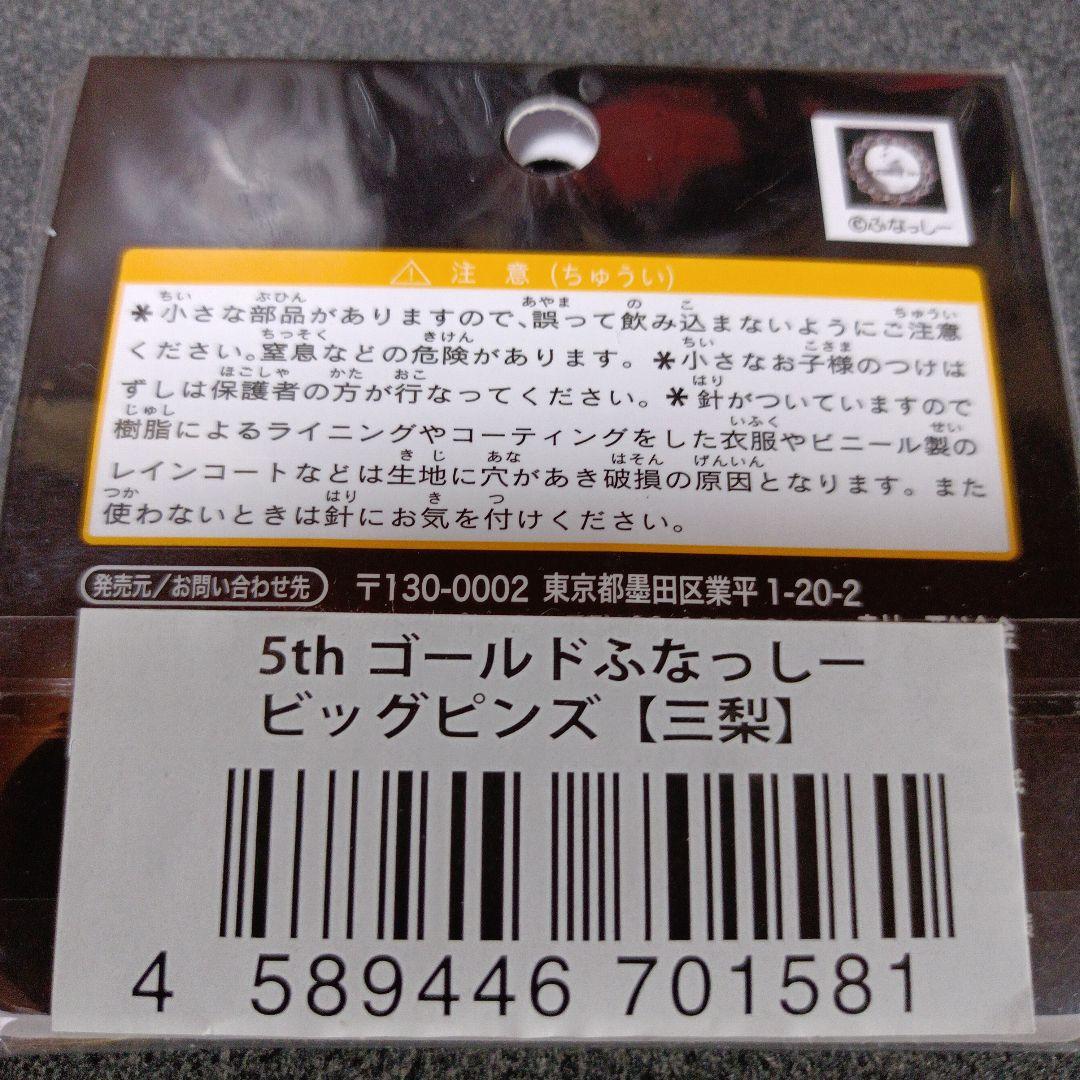 ©ふなっしー
⚠ 注意(ちゅうい)
＊小さな部品がありますので、誤って飲み込まないようにご注意
ください。窒息などの危険があります。＊小さなお子様のつけは
ずしは保護者の方が行なってください。＊針がついていますので
樹脂によるライニングやコーティングをした衣服やビニール製の
レインコートなどは生地に穴があき破損の原因となります。また
使わないときは針にお気を付けください。
発売元/お問い合わせ先 〒130-0002 東京都墨田区業平1-20-2
5th ゴールドふなっしー
ビッグピンズ【三梨】
4 589446 701581